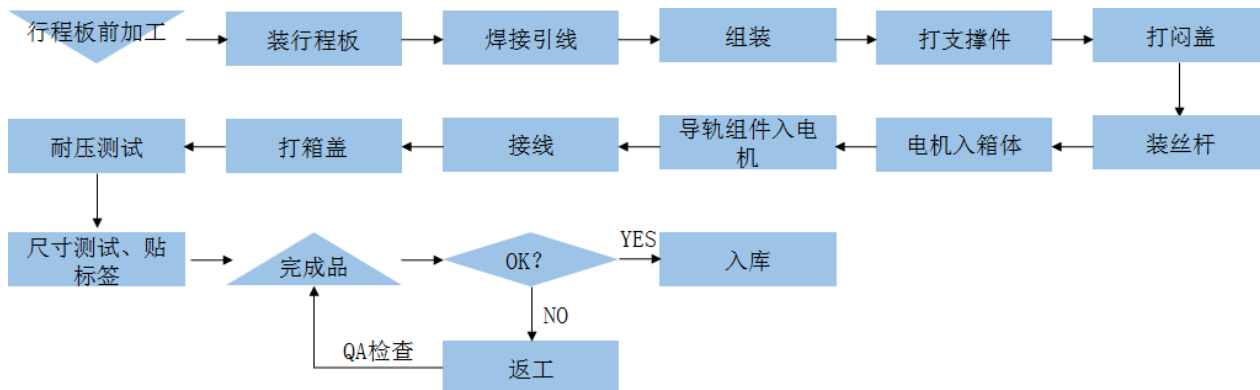 行程板前加工
装行程板
焊接引线
组装
打支撑件
打闷盖
耐压测试
打箱盖
接线
导轨组件入电
机
电机入箱体
装丝杆
尺寸测试、贴
标签
完成品
OK?
YES
入库
NO
QA检查
返工